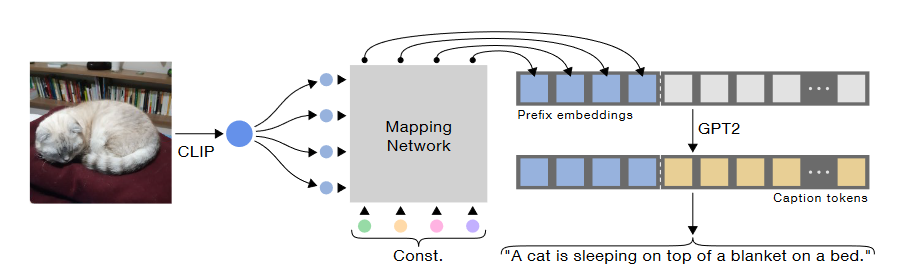 CLIP
Mapping
Network
Const.
Prefix embeddings
GPT2
Caption tokens
"A cat is sleeping on top of a blanket on a bed."